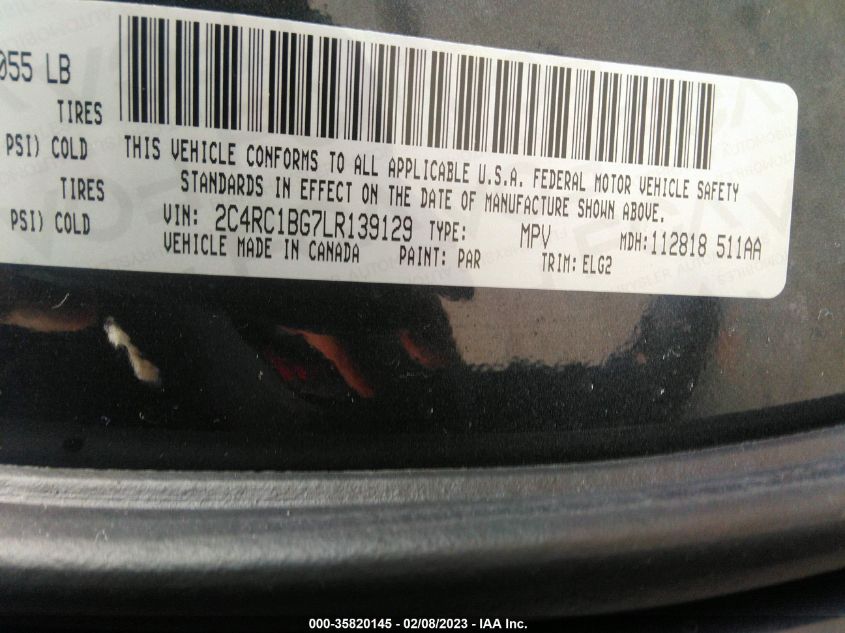 055 LB
TIRES
PSI) COLD
TIRES
PSI) COLD
THIS VEHICLE CONFORMS TO ALL APPLICABLE U.S.A. FEDERAL MOTOR VEHICLE SAFETY
STANDARDS IN EFFECT ON THE DATE OF MANUFACTURE SHOWN ABOVE.
VIN: 2C4RC1BG7LR139129 TYPE: MPV MDH: 112818 511AA
VEHICLE MADE IN CANADA PAINT: PAR TRIM: ELG2
000-35820145 - 02/08/2023 - IAA Inc.